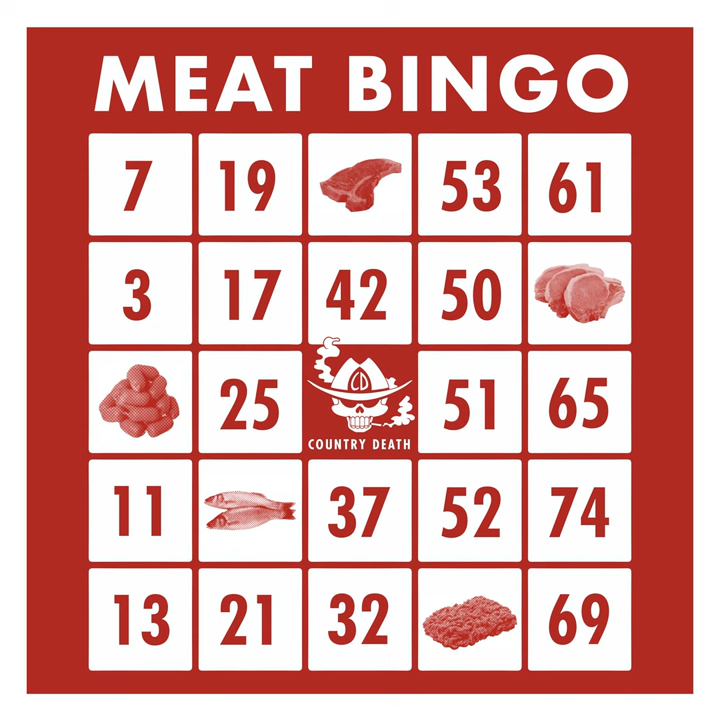 MEAT BINGO
7 19 53 61
3 17 42 50
CD
25 51 65
COUNTRY DEATH
11 37 52 74
13 21 32 69